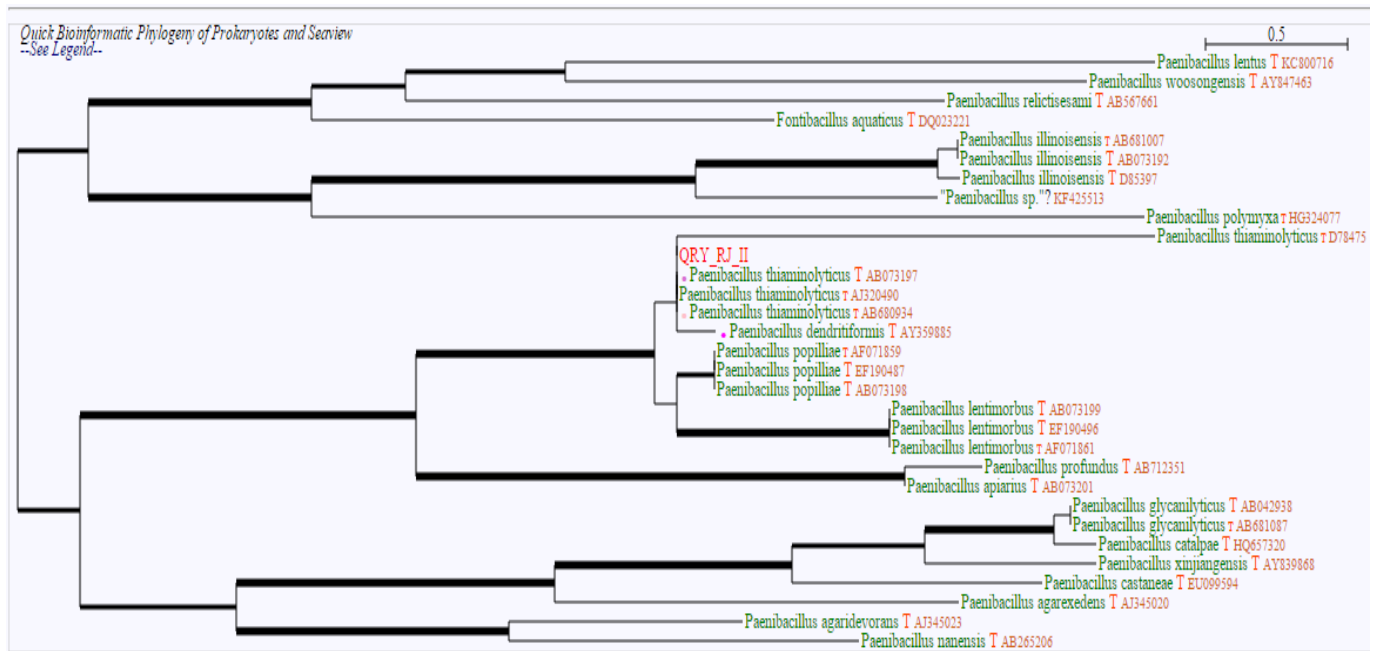 Quick Bioinformatic Phylogeny of Prokaryotes and Seaview
--See Legend--
0.5
Paenibacillus lentus T KC800716
Paenibacillus woosongensis T AY847463
Paenibacillus relictisesami T AB567661
Fontibacillus aquaticus T DQ023221
Paenibacillus illinoisensis T AB681007
Paenibacillus illinoisensis T AB073192
Paenibacillus illinoisensis T D85397
"Paenibacillus sp."? KF425513
Paenibacillus polymyxa T HG324077
Paenibacillus thiaminolyticus T D78475
QRY_RJ_II
Paenibacillus thiaminolyticus T AB073197
Paenibacillus thiaminolyticus T AJ320490
Paenibacillus thiaminolyticus T AB680934
Paenibacillus dendritiformis T AY359885
Paenibacillus popilliae T AF071859
Paenibacillus popilliae T EF190487
Paenibacillus popilliae T AB073198
Paenibacillus lentimorbus T AB073199
Paenibacillus lentimorbus T EF190496
Paenibacillus lentimorbus T AF071861
Paenibacillus profundus T AB712351
Paenibacillus apiarius T AB073201
Paenibacillus glycanilyticus T AB042938
Paenibacillus glycanilyticus T AB681087
Paenibacillus catalpae T HQ657320
Paenibacillus xinjiangensis T AY839868
Paenibacillus castaneae T EU099594
Paenibacillus agarexedens T AJ345020
Paenibacillus agaridevorans T AJ345023
Paenibacillus nanensis T AB265206